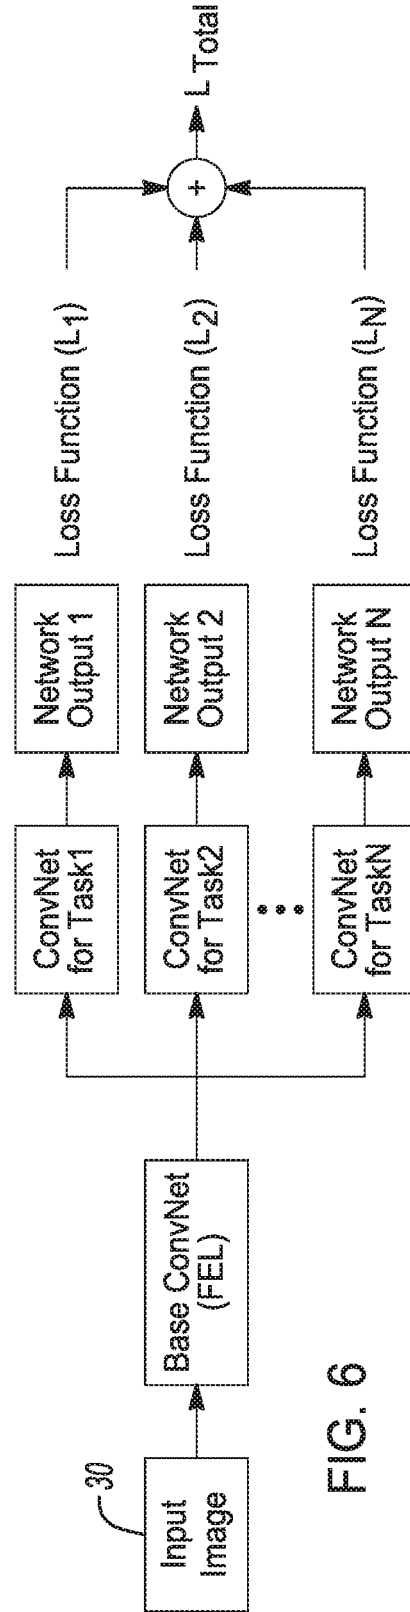 30
Input
Image
Base ConvNet
(FEL)
ConvNet
for Task1
Network
Output 1
Loss Function (L1)
ConvNet
for Task2
Network
Output 2
Loss Function (L2)
ConvNet
for TaskN
Network
Output N
Loss Function (LN)
+
L Total
FIG. 6